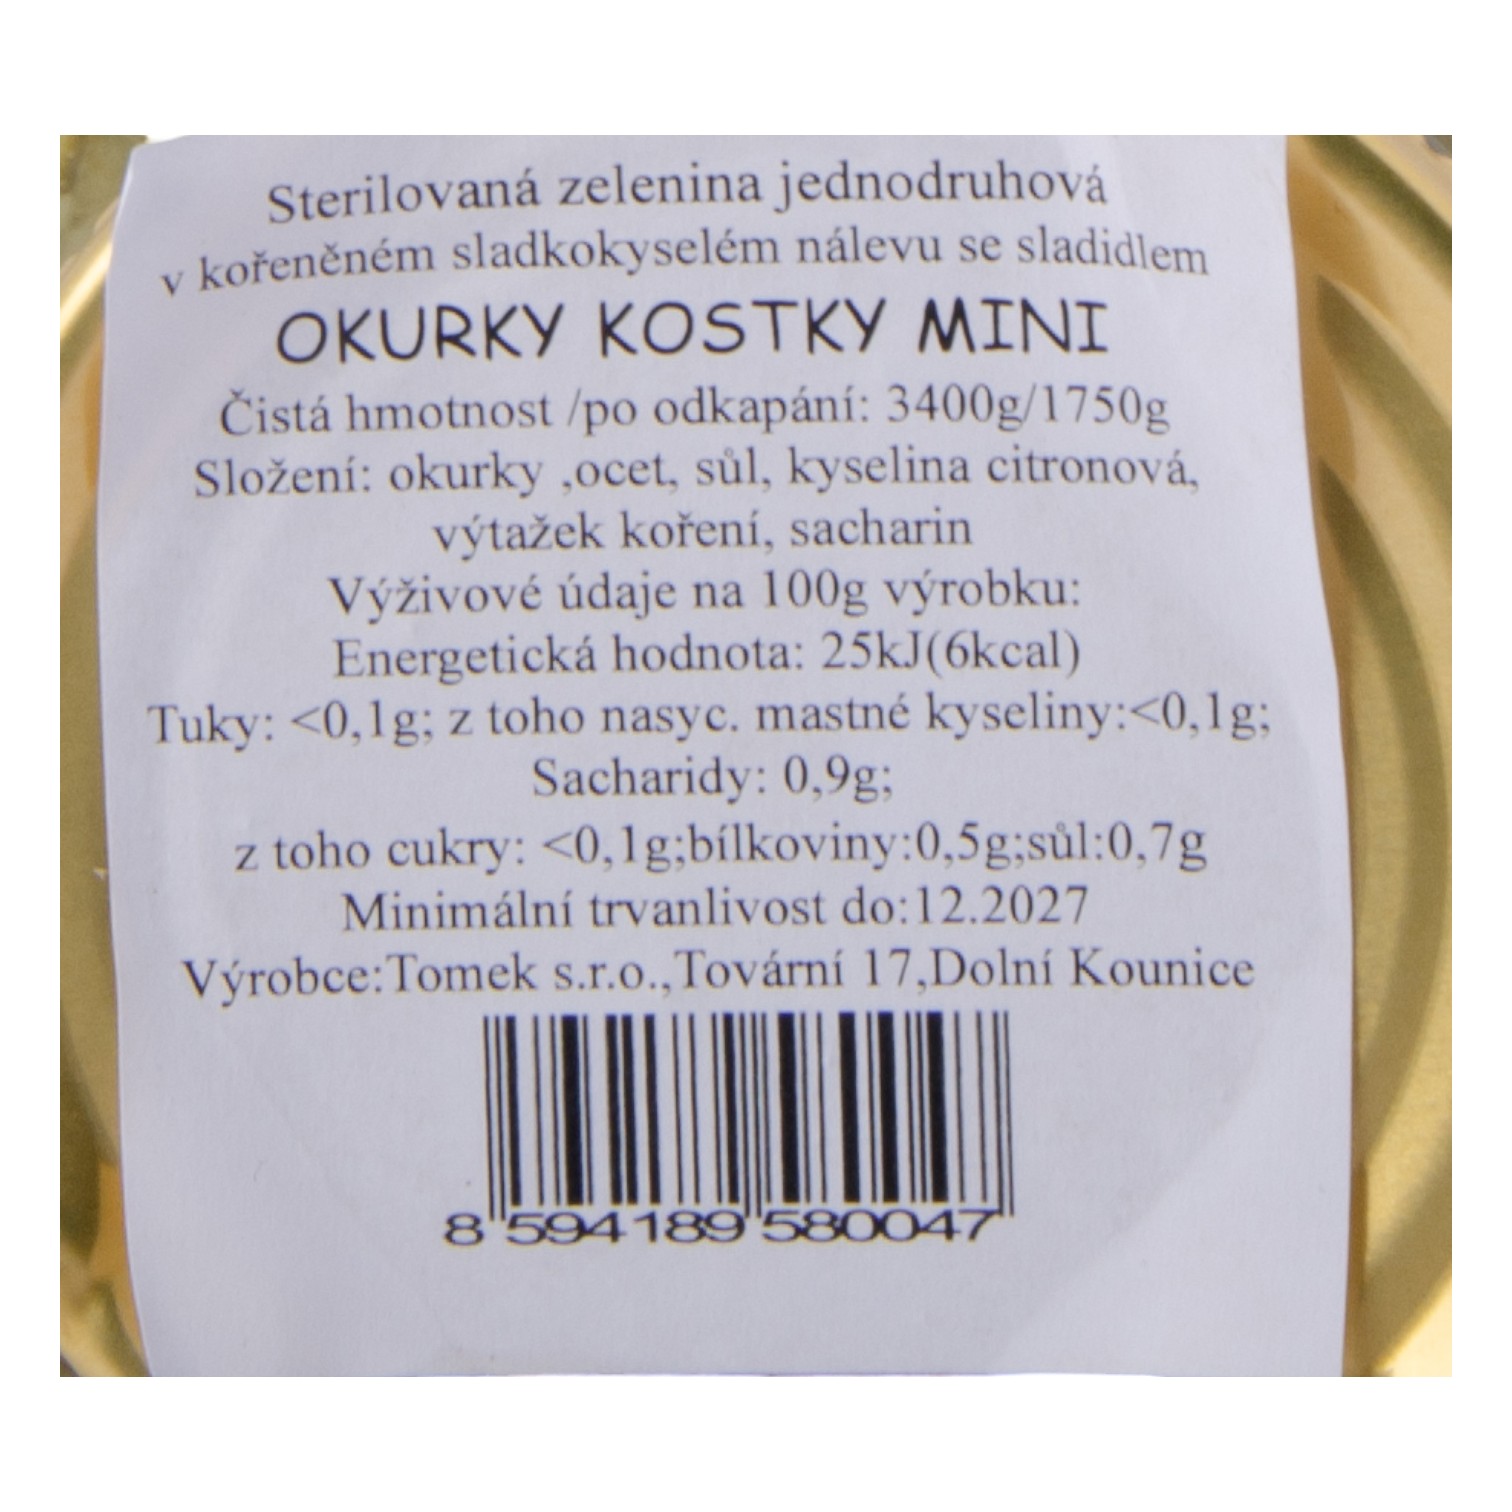 Sterilovaná zelenina jednodruhová
v kořeněném sladkokyselém nálevu se sladidlem
OKURKY KOSTKY MINI
Čistá hmotnost /po odkapání: 3400g/1750g
Složení: okurky ,ocet, sůl, kyselina citronová,
výtažek koření, sacharin
Výživové údaje na 100g výrobku:
Energetická hodnota: 25kJ(6kcal)
Tuky: <0,1g; z toho nasyc. mastné kyseliny:<0,1g;
Sacharidy: 0,9g;
z toho cukry: <0,1g;bílkoviny:0,5g;sůl:0,7g
Minimální trvanlivost do:12.2027
Výrobce:Tomek s.r.o.,Tovární 17,Dolní Kounice
8 594189 580047